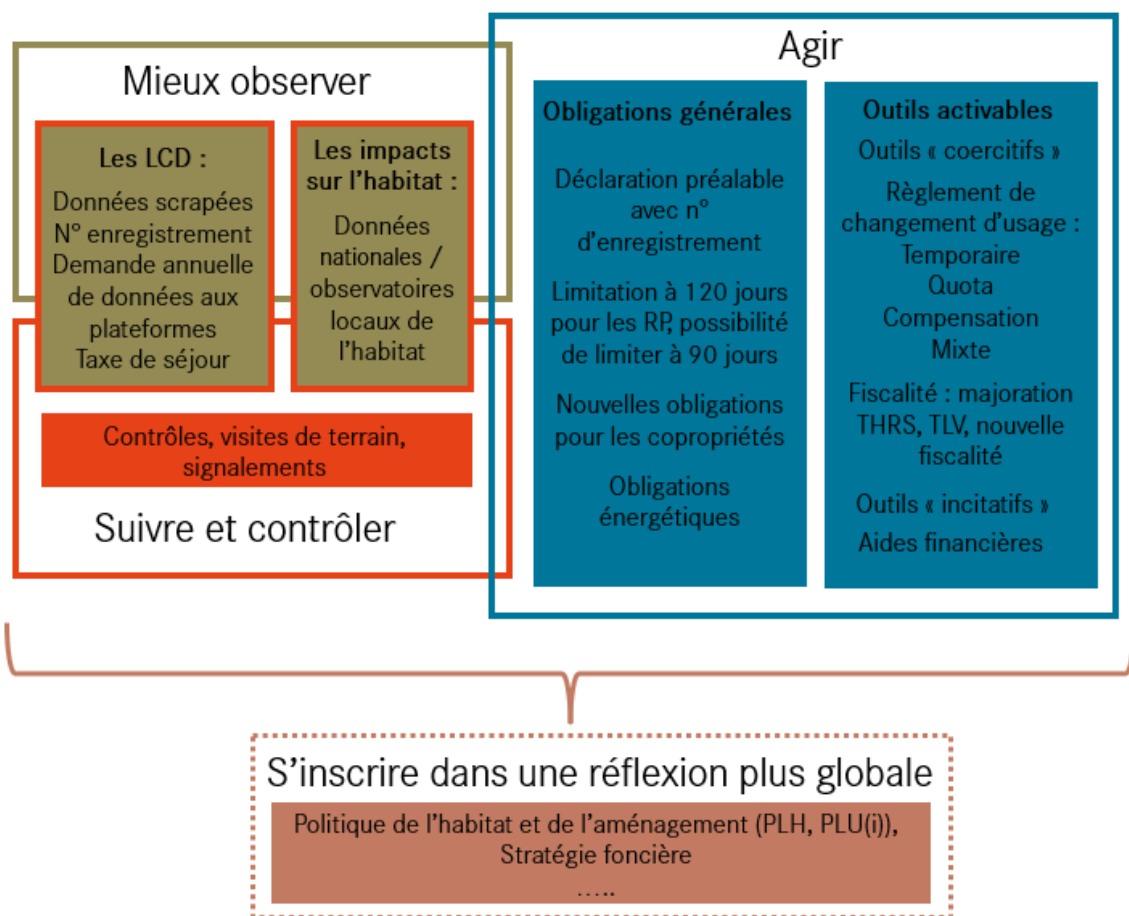 Mieux observer
Les LCD :
Données scrapées
N° enregistrement
Demande annuelle
de données aux
plateformes
Taxe de séjour
Les impacts
sur l'habitat :
Données
nationales /
observatoires
locaux de
l'habitat
Contrôles, visites de terrain,
signalements
Suivre et contrôler
Agir
Obligations générales
Déclaration préalable
avec n°
d'enregistrement
Limitation à 120 jours
pour les RP, possibilité
de limiter à 90 jours
Nouvelles obligations
pour les copropriétés
Obligations
énergétiques
Outils activables
Outils « coercitifs »
Règlement de
changement d'usage :
Temporaire
Quota
Compensation
Mixte
Fiscalité : majoration
THRS, TLV, nouvelle
fiscalité
Outils « incitatifs »
Aides financières
S'inscrire dans une réflexion plus globale
Politique de l'habitat et de l'aménagement (PLH, PLU(i)),
Stratégie foncière
…..